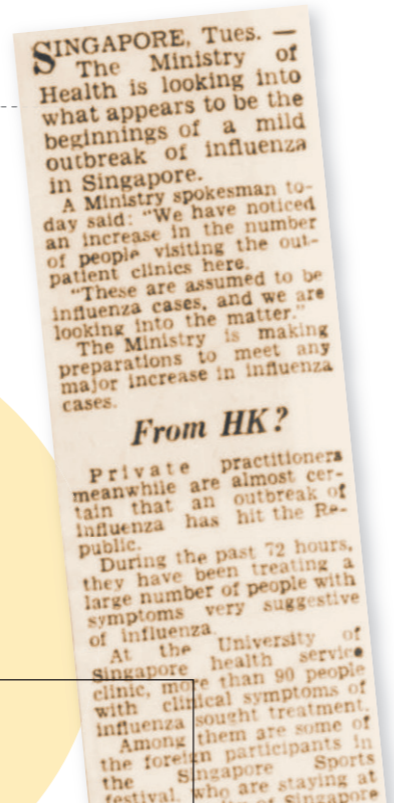 SINGAPORE, Tues. —
The Ministry of
Health is looking into
what appears to be the
beginnings of a mild
outbreak of influenza
in Singapore.
A Ministry spokesman to-
day said: "We have noticed
an increase in the number
of people visiting the out-
patient clinics here.
"These are assumed to be
influenza cases, and we are
looking into the matter."
The Ministry is making
preparations to meet any
major increase in influenza
cases.
From HK?
Private practitioners
meanwhile are almost cer-
tain that an outbreak of
influenza has hit the Re-
public.
During the past 72 hours,
they have been treating a
large number of people with
symptoms very suggestive
of influenza.
At the University of
Singapore health service
clinic, more than 90 people
with clinical symptoms of
influenza sought treatment.
Among them are some of
the foreign participants in
the Singapore Sports
festival, who are staying at
of Singapore